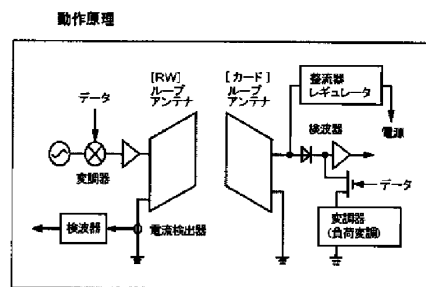 動作原理
[RW]
ループ
アンテナ
[カード]
ループ
アンテナ
整流器
レギュレータ
データ
検波器
電源
変調器
データ
検波器
電流検出器
変調器
(負荷変調)